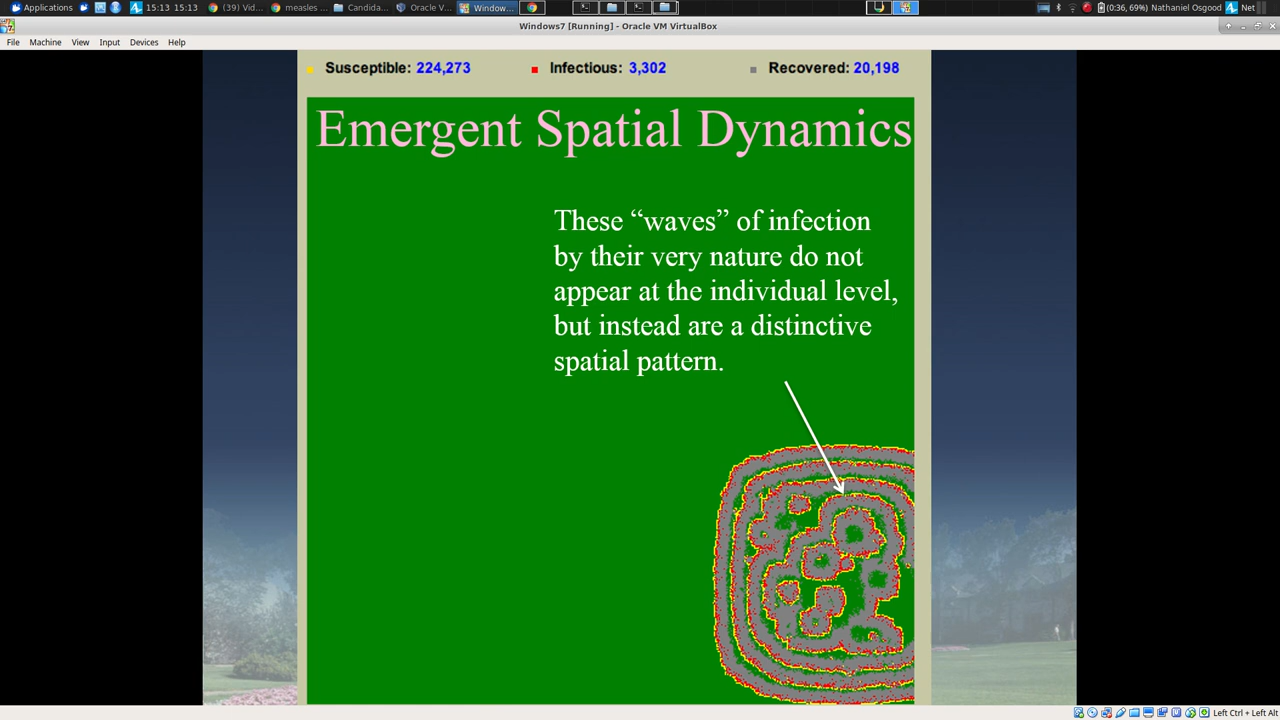 Applications 15:13 15:13 (39) Vid... measles ... Candida... Oracle V... Window... (0:36, 69%) Nathaniel Osgood Net
Windows7 [Running] - Oracle VM VirtualBox
File Machine View Input Devices Help
Susceptible: 224,273 Infectious: 3,302 Recovered: 20,198
Emergent Spatial Dynamics
These “waves” of infection
by their very nature do not
appear at the individual level,
but instead are a distinctive
spatial pattern.
Left Ctrl + Left Alt